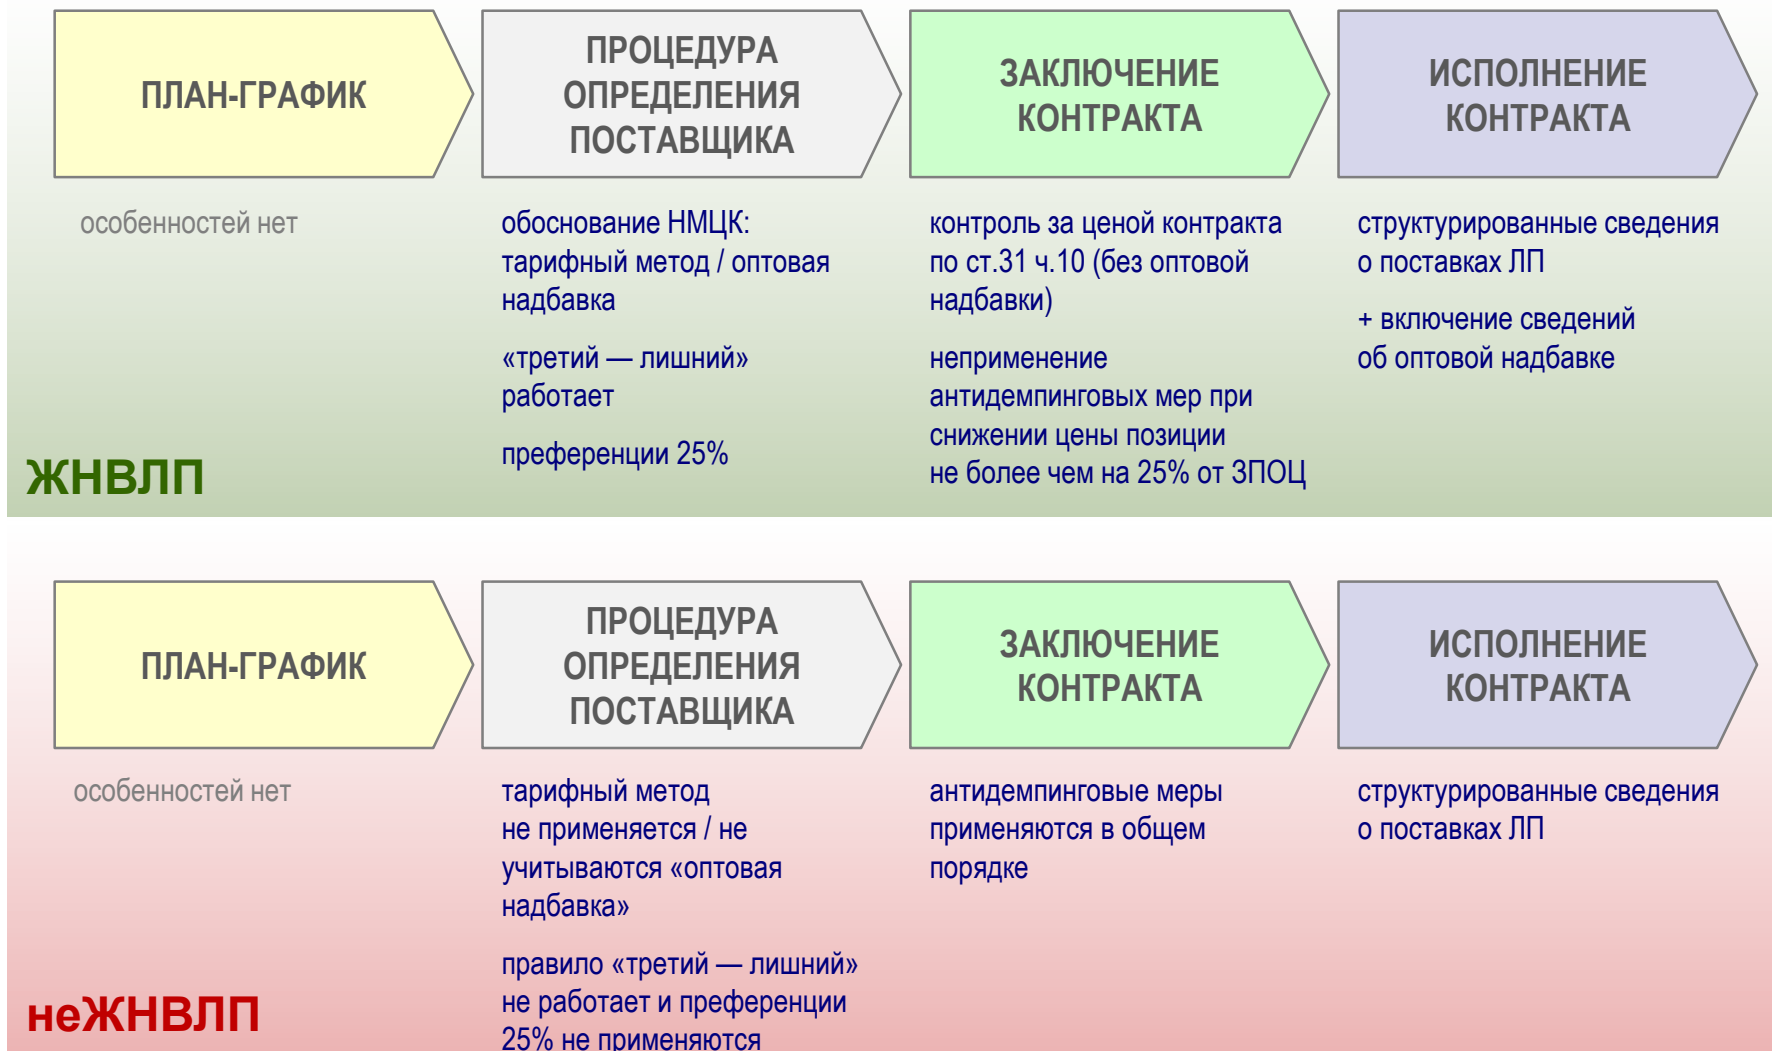 ПЛАН-ГРАФИК
ПРОЦЕДУРА
ОПРЕДЕЛЕНИЯ
ПОСТАВЩИКА
ЗАКЛЮЧЕНИЕ
КОНТРАКТА
ИСПОЛНЕНИЕ
КОНТРАКТА
особенностей нет
обоснование НМЦК:
тарифный метод / оптовая
надбавка
«третий — лишний»
работает
преференции 25%
контроль за ценой контракта
по ст.31 ч.10 (без оптовой
надбавки)
неприменение
антидемпинговых мер при
снижении цены позиции
не более чем на 25% от ЗПОЦ
структурированные сведения
о поставках ЛП
+ включение сведений
об оптовой надбавке
ЖНВЛП
ПЛАН-ГРАФИК
ПРОЦЕДУРА
ОПРЕДЕЛЕНИЯ
ПОСТАВЩИКА
ЗАКЛЮЧЕНИЕ
КОНТРАКТА
ИСПОЛНЕНИЕ
КОНТРАКТА
особенностей нет
тарифный метод
не применяется / не
учитываются «оптовая
надбавка»
правило «третий — лишний»
не работает и преференции
25% не применяются
антидемпинговые меры
применяются в общем
порядке
структурированные сведения
о поставках ЛП
неЖНВЛП